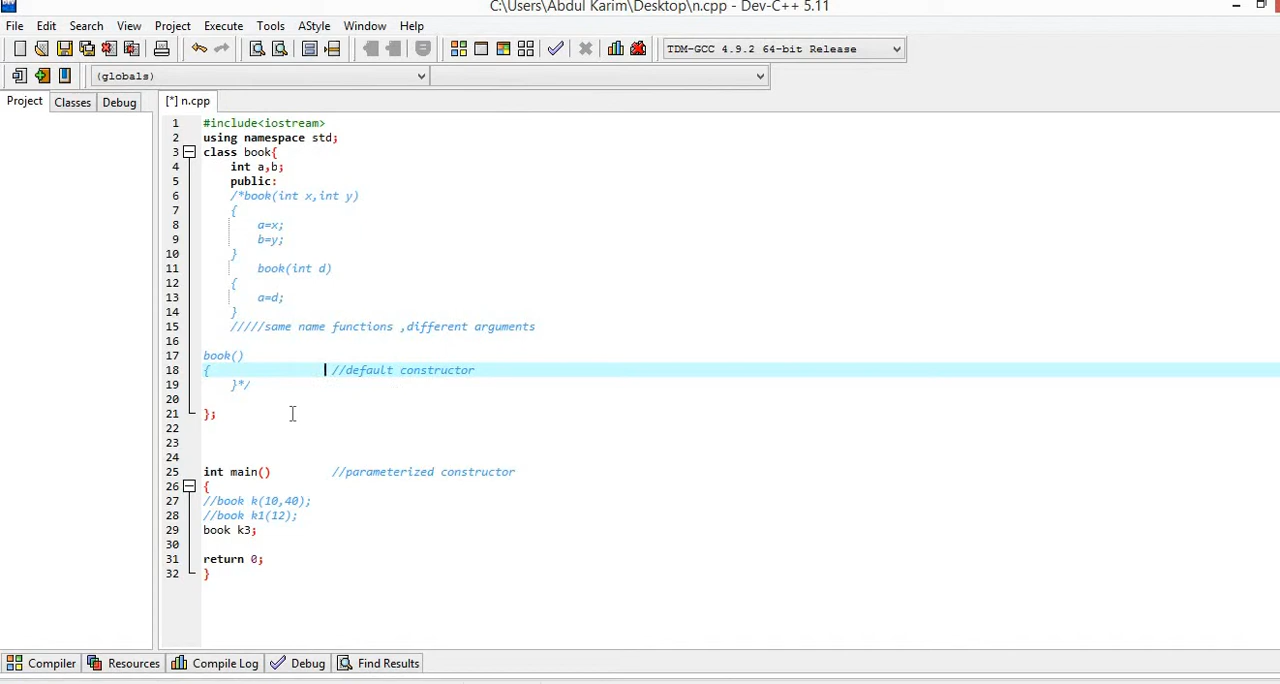 C:\Users\Abdul Karim\Desktop\n.cpp - Dev-C++ 5.11
File Edit Search View Project Execute Tools AStyle Window Help
TDM-GCC 4.9.2 64-bit Release
(globals)
Project Classes Debug [*] n.cpp
1 #include<iostream>
2 using namespace std;
3 class book{
4 int a,b;
5 public:
6 /*book(int x,int y)
7 {
8 a=x;
9 b=y;
10 }
11 book(int d)
12 {
13 a=d;
14 }
15 /////same name functions ,different arguments
16
17 book()
18 { //default constructor
19 }*/
20
21 };
22
23
24
25 int main() //parameterized constructor
26 {
27 //book k(10,40);
28 //book k1(12);
29 book k3;
30
31 return 0;
32 }
Compiler Resources Compile Log Debug Find Results